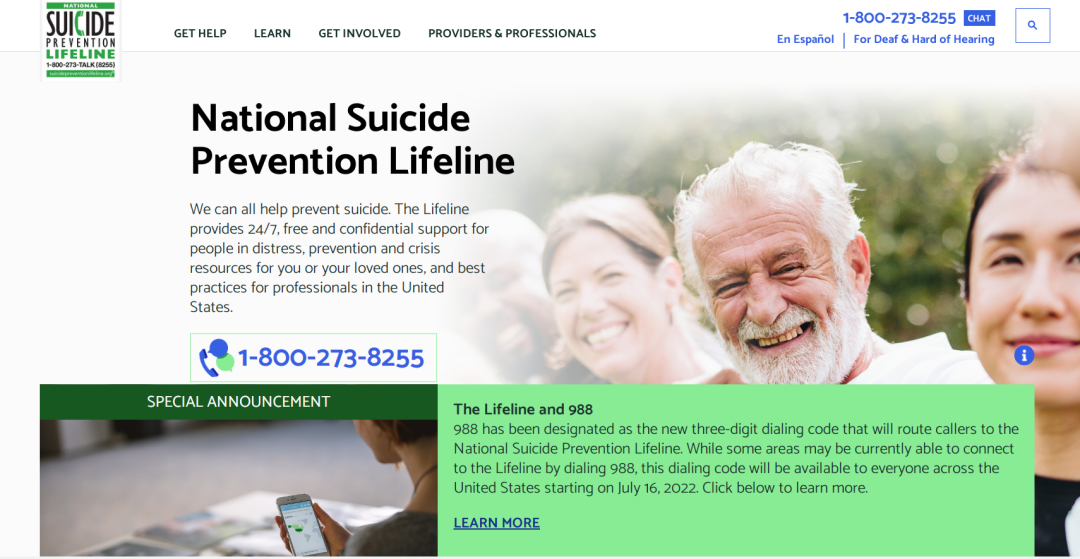 NATIONAL
SUICIDE
PREVENTION
LIFELINE
1-800-273-TALK (8255)
suicidepreventionlifeline.org
GET HELP
LEARN
GET INVOLVED
PROVIDERS & PROFESSIONALS
1-800-273-8255 CHAT
En Español
For Deaf & Hard of Hearing
National Suicide
Prevention Lifeline
We can all help prevent suicide. The Lifeline
provides 24/7, free and confidential support for
people in distress, prevention and crisis
resources for you or your loved ones, and best
practices for professionals in the United
States.
1-800-273-8255
SPECIAL ANNOUNCEMENT
The Lifeline and 988
988 has been designated as the new three-digit dialing code that will route callers to the
National Suicide Prevention Lifeline. While some areas may be currently able to connect
to the Lifeline by dialing 988, this dialing code will be available to everyone across the
United States starting on July 16, 2022. Click below to learn more.
LEARN MORE